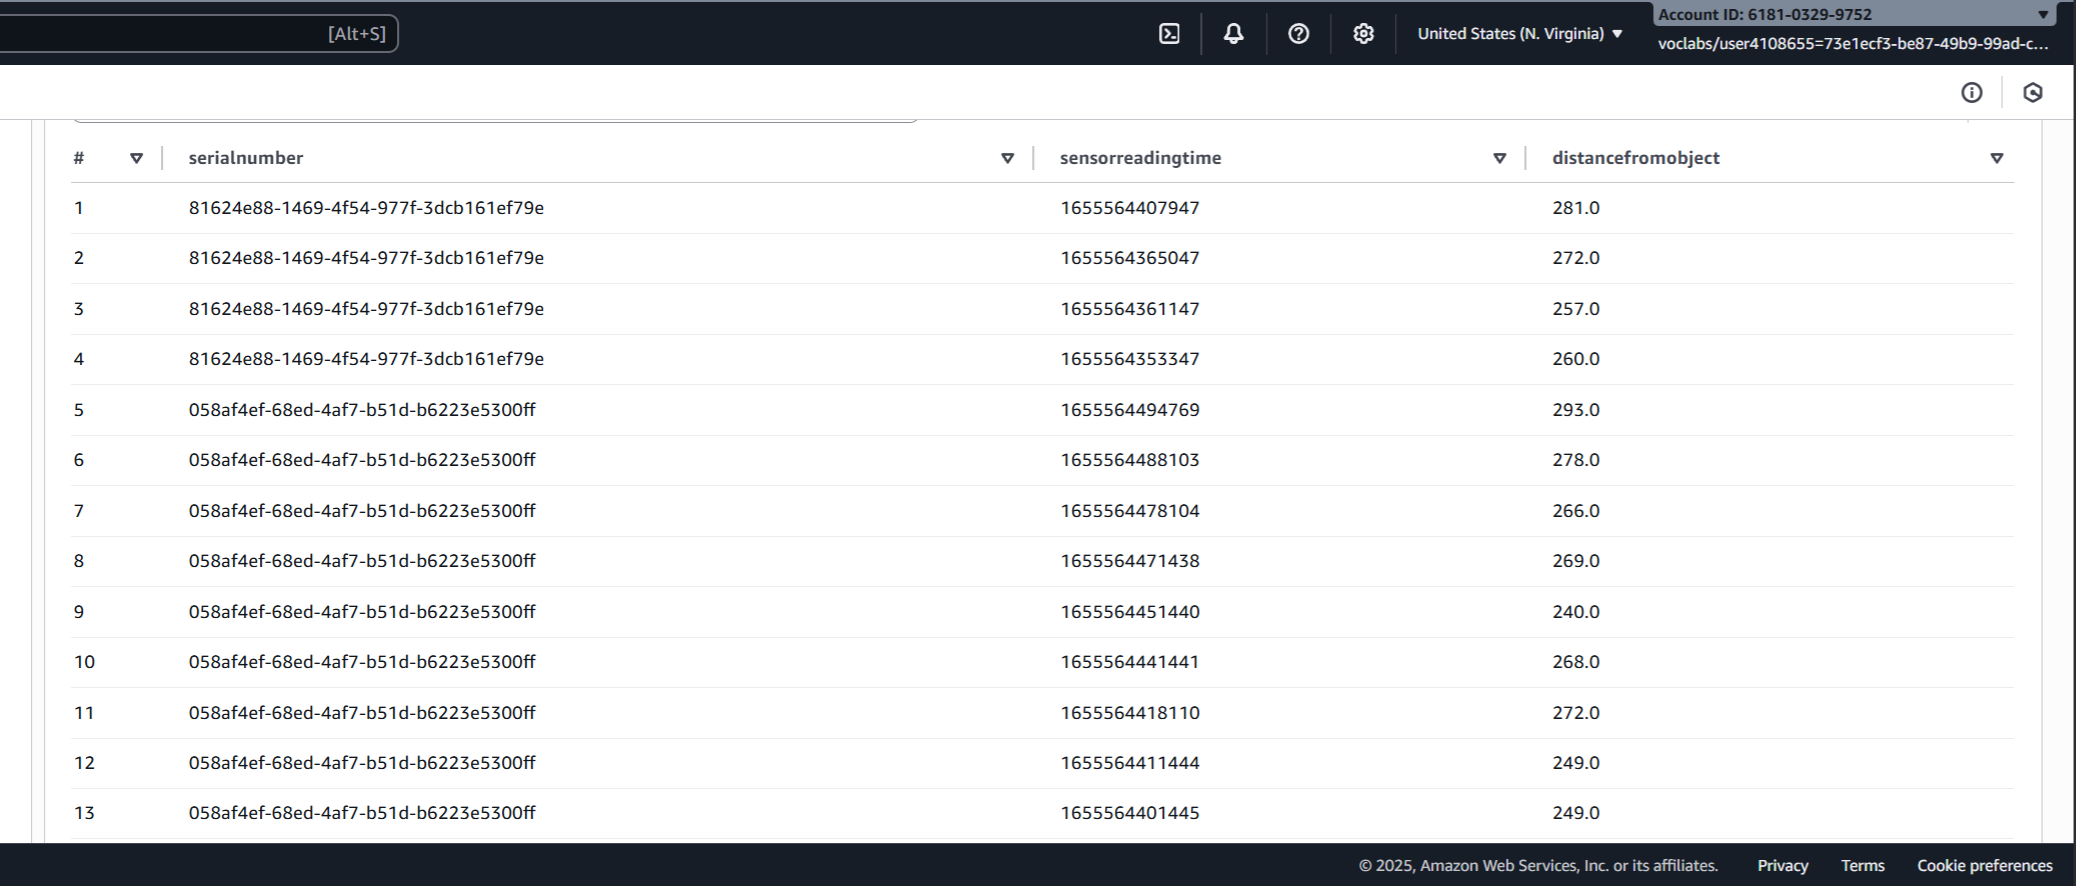 [Alt+S]
United States (N. Virginia)
Account ID: 6181-0329-9752
voclabs/user4108655=73e1ecf3-be87-49b9-99ad-c...
# serialnumber sensorreadingtime distancefromobject
1 81624e88-1469-4f54-977f-3dcb161ef79e 1655564407947 281.0
2 81624e88-1469-4f54-977f-3dcb161ef79e 1655564365047 272.0
3 81624e88-1469-4f54-977f-3dcb161ef79e 1655564361147 257.0
4 81624e88-1469-4f54-977f-3dcb161ef79e 1655564353347 260.0
5 058af4ef-68ed-4af7-b51d-b6223e5300ff 1655564494769 293.0
6 058af4ef-68ed-4af7-b51d-b6223e5300ff 1655564488103 278.0
7 058af4ef-68ed-4af7-b51d-b6223e5300ff 1655564478104 266.0
8 058af4ef-68ed-4af7-b51d-b6223e5300ff 1655564471438 269.0
9 058af4ef-68ed-4af7-b51d-b6223e5300ff 1655564451440 240.0
10 058af4ef-68ed-4af7-b51d-b6223e5300ff 1655564441441 268.0
11 058af4ef-68ed-4af7-b51d-b6223e5300ff 1655564418110 272.0
12 058af4ef-68ed-4af7-b51d-b6223e5300ff 1655564411444 249.0
13 058af4ef-68ed-4af7-b51d-b6223e5300ff 1655564401445 249.0
© 2025, Amazon Web Services, Inc. or its affiliates. Privacy Terms Cookie preferences